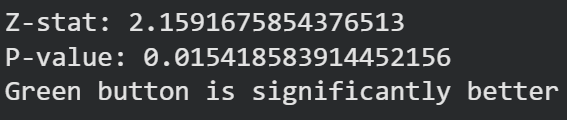 Z-stat: 2.1591675854376513
P-value: 0.015418583914452156
Green button is significantly better